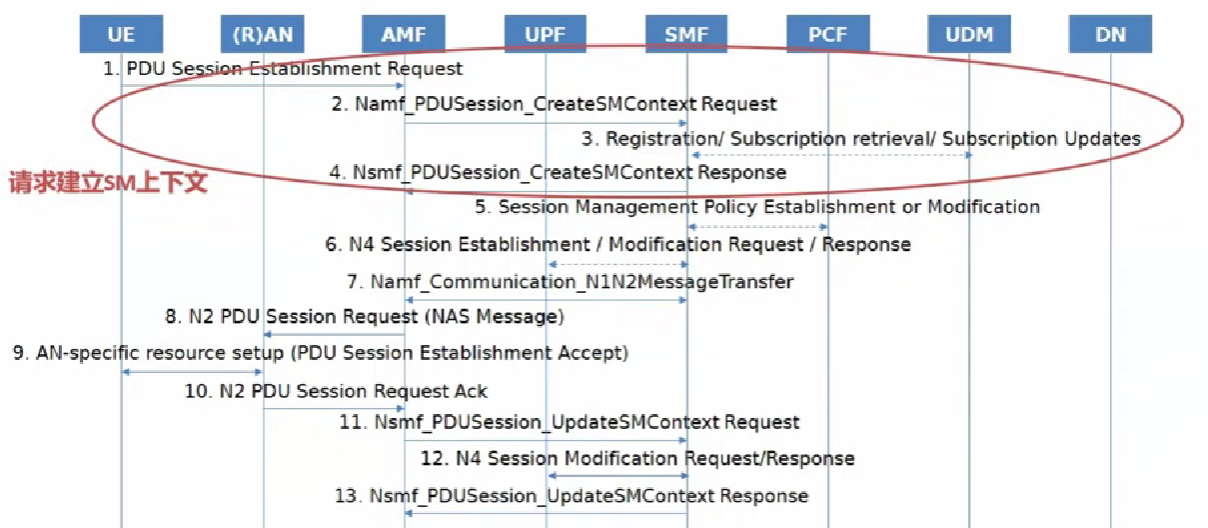 UE (R)AN AMF UPF SMF PCF UDM DN
1. PDU Session Establishment Request
2. Namf_PDUSession_CreateSMContext Request
3. Registration/ Subscription retrieval/ Subscription Updates
4. Nsmf_PDUSession_CreateSMContext Response
请求建立SM上下文
5. Session Management Policy Establishment or Modification
6. N4 Session Establishment / Modification Request / Response
7. Namf_Communication_N1N2MessageTransfer
8. N2 PDU Session Request (NAS Message)
9. AN-specific resource setup (PDU Session Establishment Accept)
10. N2 PDU Session Request Ack
11. Nsmf_PDUSession_UpdateSMContext Request
12. N4 Session Modification Request/Response
13. Nsmf_PDUSession_UpdateSMContext Response